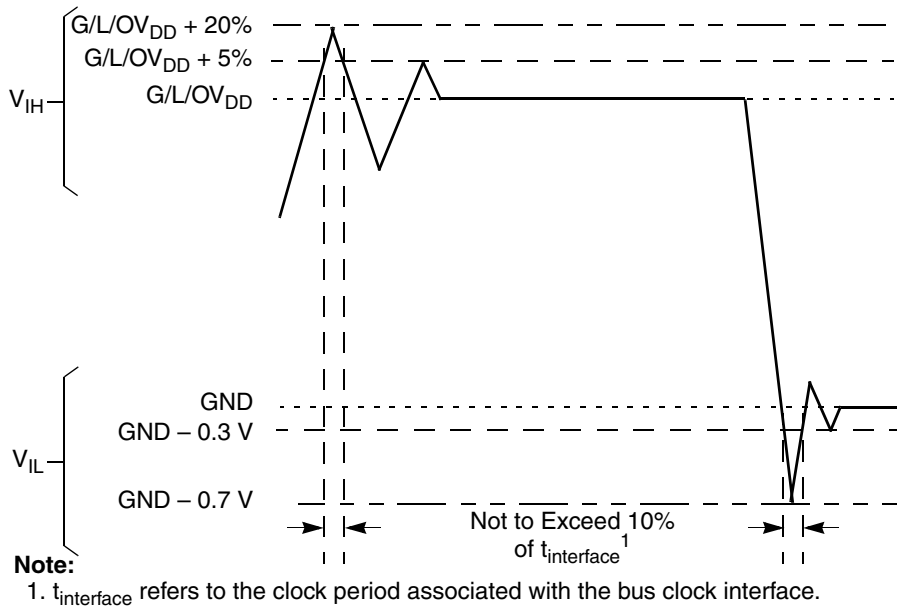 G/L/OVDD + 20%
G/L/OVDD + 5%
G/L/OVDD
VIH
GND
GND – 0.3 V
VIL
GND – 0.7 V
Not to Exceed 10%
of tinterface1
Note:
1. tinterface refers to the clock period associated with the bus clock interface.